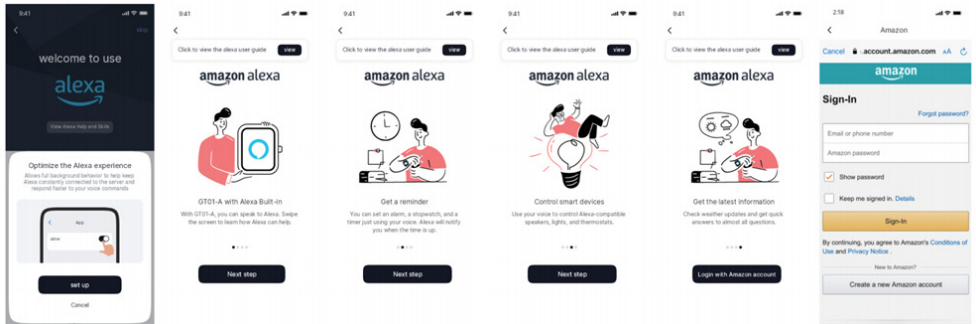 9:41
skip
welcome to use
alexa
View Alexa Help and Skills
Optimize the Alexa experience
Allows full background behavior to help keep
Alexa constantly connected to the server and
respond faster to your voice commands
App
alexa
set up
Cancel
9:41
Click to view the alexa user guide
view
amazon alexa
GT01-A with Alexa Built-in
With GT01-A, you can speak to Alexa. Swipe
the screen to learn how Alexa can help.
Next step
9:41
Click to view the alexa user guide
view
amazon alexa
Get a reminder
You can set an alarm, a stopwatch, and a
timer just using your voice. Alexa will notify
you when the time is up.
Next step
9:41
Click to view the alexa user guide
view
amazon alexa
Control smart devices
Use your voice to control Alexa-compatible
speakers, lights, and thermostats.
Next step
9:41
Click to view the alexa user guide
view
amazon alexa
Get the latest information
Check weather updates and get quick
answers to almost all questions.
Login with Amazon account
2:18
Amazon
Cancel
.account.amazon.com
AA
amazon
Sign-In
Forgot password?
Email or phone number
Amazon password
Show password
Keep me signed in. Details
Sign-In
By continuing, you agree to Amazon's Conditions of
Use and Privacy Notice .
New to Amazon?
Create a new Amazon account